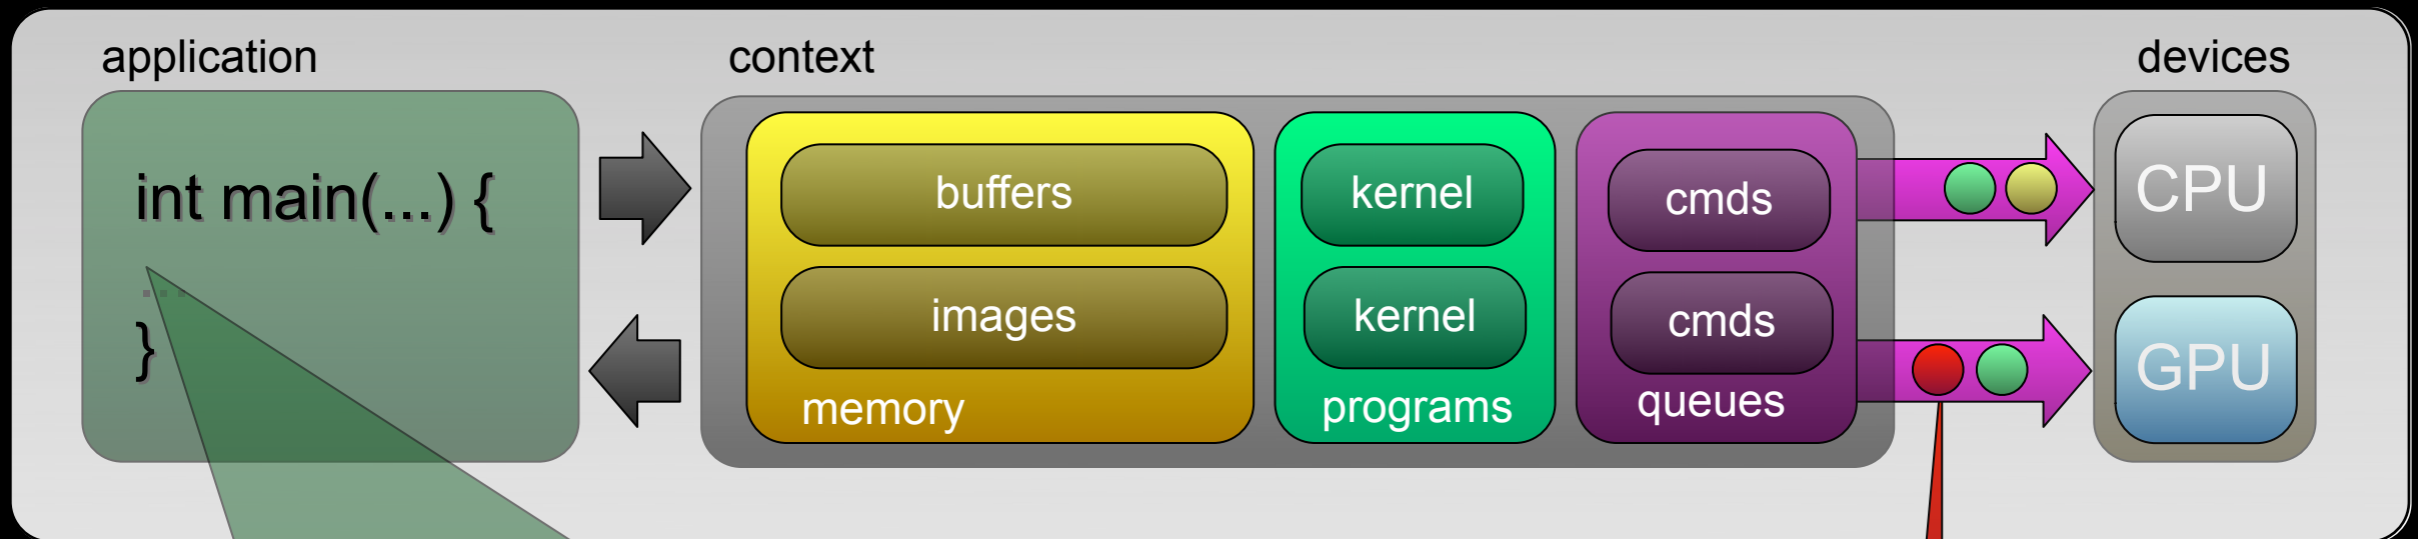 application
int main(...) {
...
}
context
buffers
images
memory
kernel
kernel
programs
cmds
cmds
queues
devices
CPU
GPU